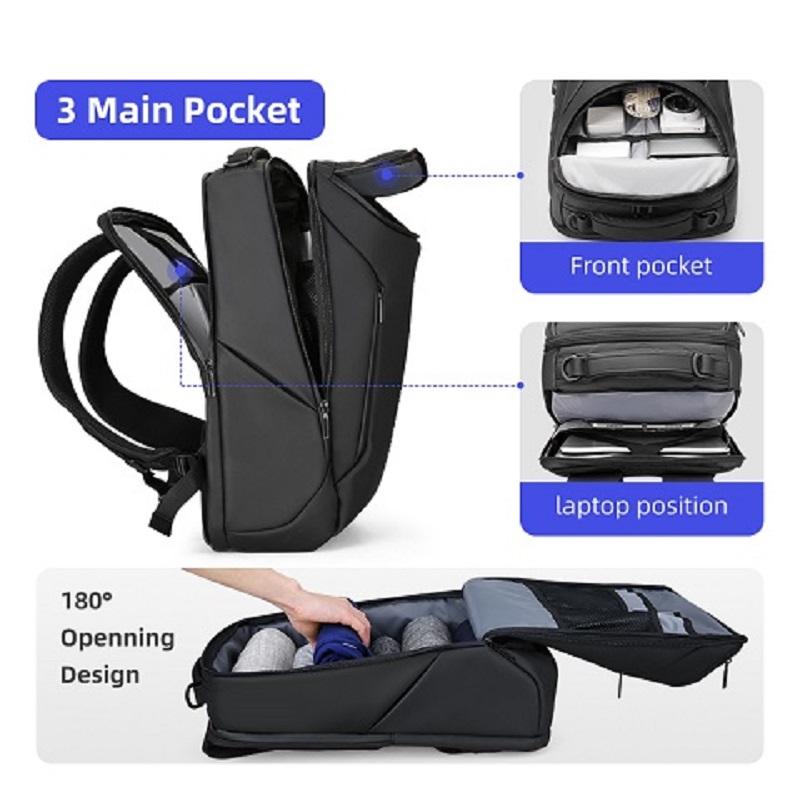 3 Main Pocket
Front pocket
laptop position
180°
Openning
Design